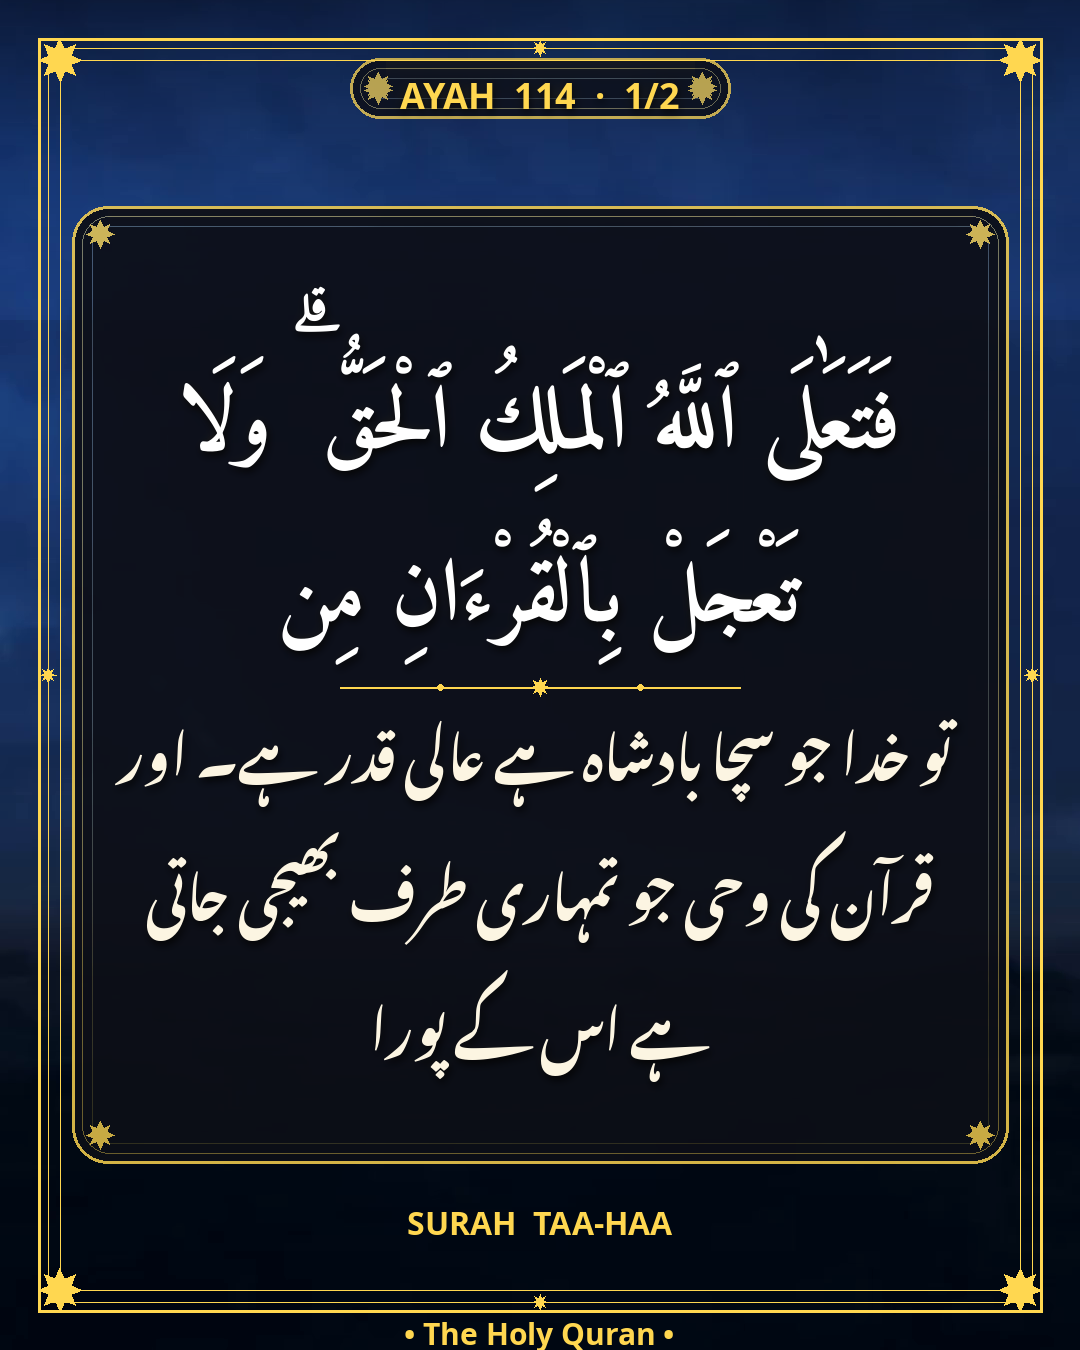 AYAH 114 · 1/2
فَتَعَـٰلَى ٱللَّهُ ٱلْمَلِكُ ٱلْحَقُّ ۗ وَلَا
تَعْجَلْ بِٱلْقُرْءَانِ مِن
تو خدا جو سچا بادشاہ ہے عالی قدر ہے۔ اور
قرآن کی وحی جو تمہاری طرف بھیجی جاتی
ہے اس کے پورا
SURAH TAA-HAA
• The Holy Quran •